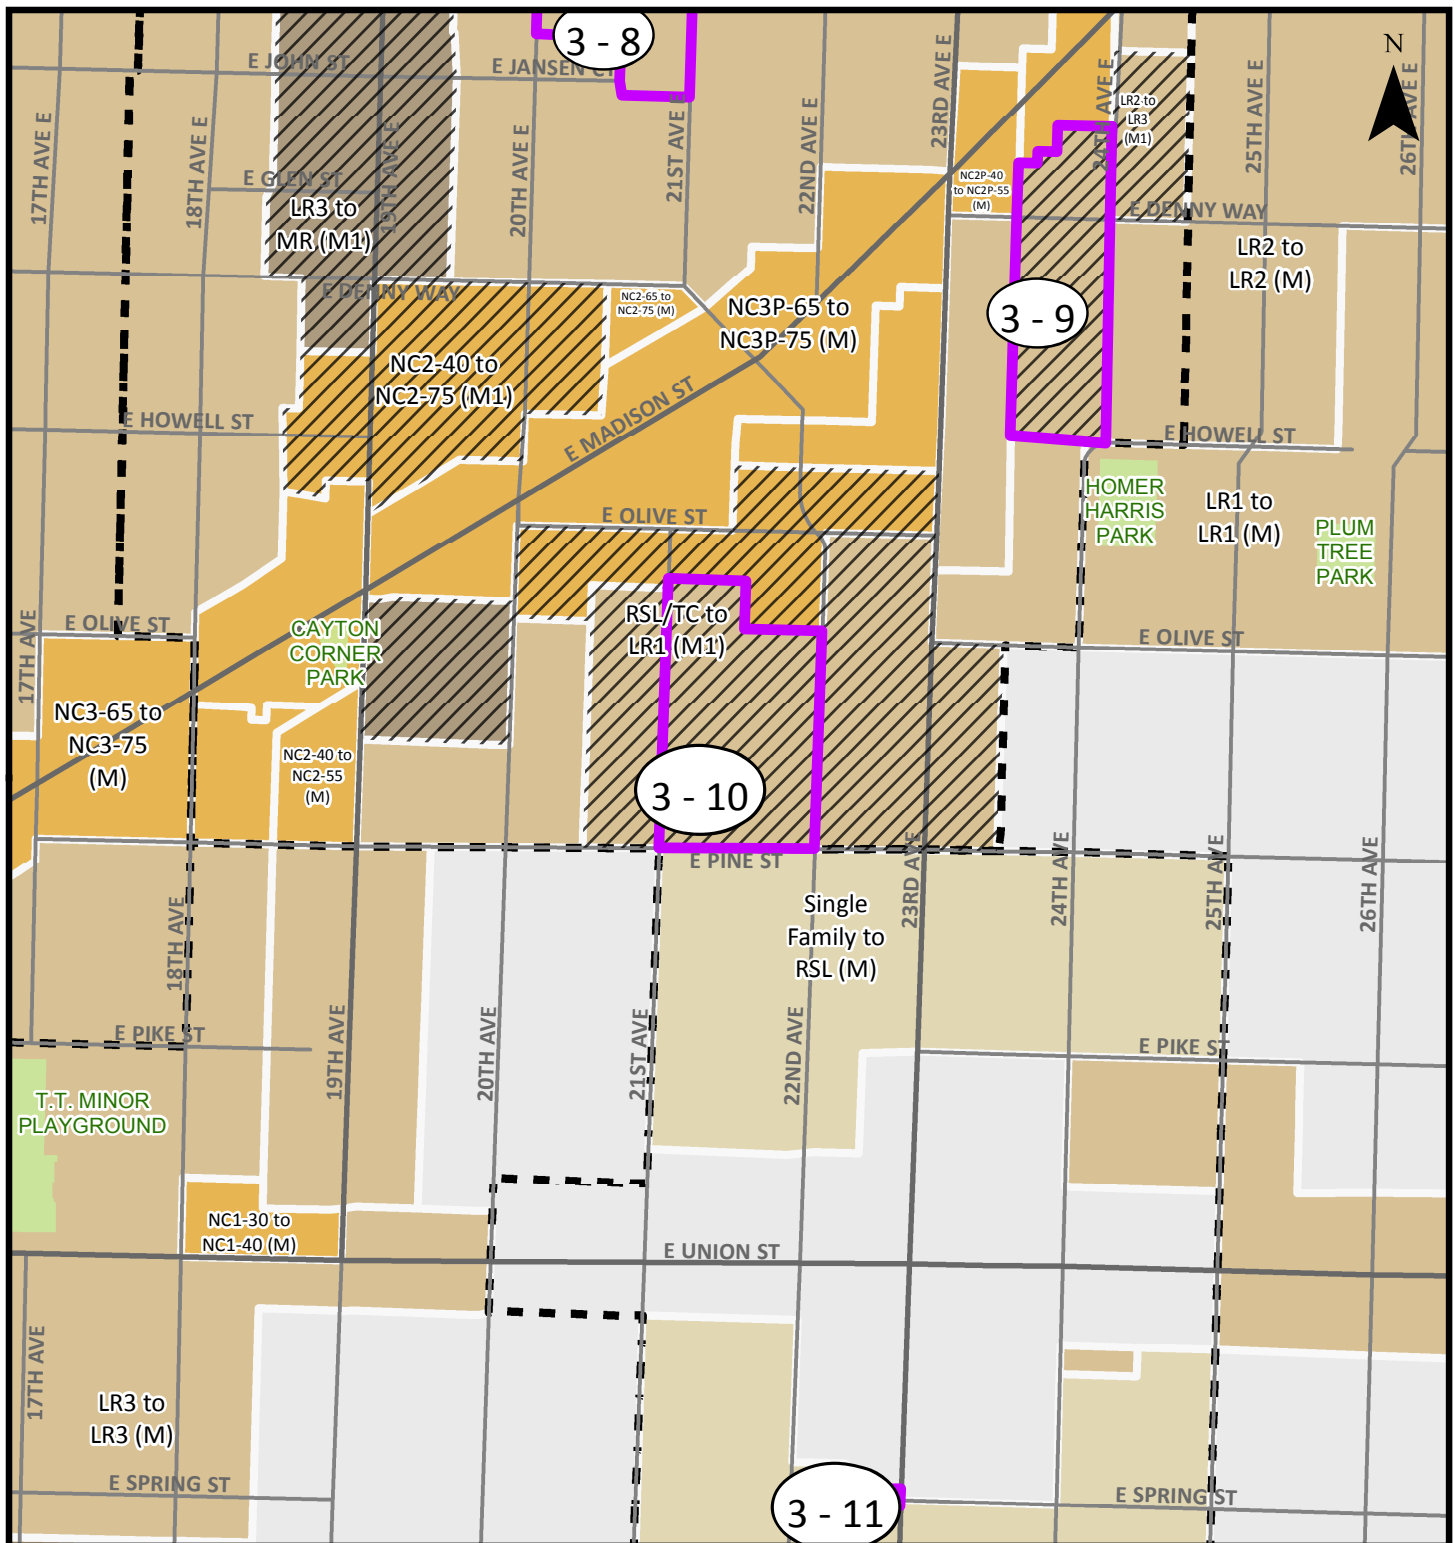 3 - 8
N
E JOHN ST
E JANSEN CT
17TH AVE E
18TH AVE E
19TH AVE E
20TH AVE E
21ST AVE E
22ND AVE E
23RD AVE E
24TH AVE E
25TH AVE E
26TH AVE E
LR2 to
LR3
(M1)
E GLEN ST
LR3 to
MR (M1)
NC2P-40
to NC2P-55
(M)
E DENNY WAY
LR2 to
LR2 (M)
E DENNY WAY
NC2-65 to
NC2-75 (M)
NC3P-65 to
NC3P-75 (M)
3 - 9
NC2-40 to
NC2-75 (M1)
E MADISON ST
E HOWELL ST
E HOWELL ST
HOMER
HARRIS
PARK
LR1 to
LR1 (M)
PLUM
TREE
PARK
E OLIVE ST
E OLIVE ST
CAYTON
CORNER
PARK
RSL/TC to
LR1 (M1)
E OLIVE ST
17TH AVE
NC3-65 to
NC3-75
(M)
NC2-40 to
NC2-55
(M)
3 - 10
E PINE ST
18TH AVE
23RD AVE
24TH AVE
25TH AVE
26TH AVE
Single
Family to
RSL (M)
E PIKE ST
E PIKE ST
19TH AVE
20TH AVE
21ST AVE
22ND AVE
T.T. MINOR
PLAYGROUND
NC1-30 to
NC1-40 (M)
E UNION ST
17TH AVE
LR3 to
LR3 (M)
E SPRING ST
3 - 11
E SPRING ST